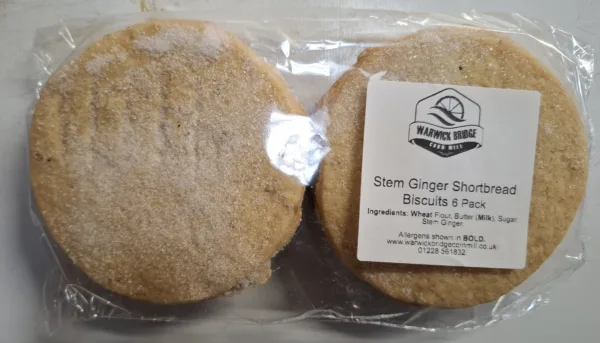 WARWICK BRIDGE
CORN MILL
Stem Ginger Shortbread
Biscuits 6 Pack
Ingredients: Wheat Flour, Butter (Milk), Sugar
Stem Ginger.
Allergens shown in BOLD.
www.warwickbridgecornmill.co.uk
01228 561832